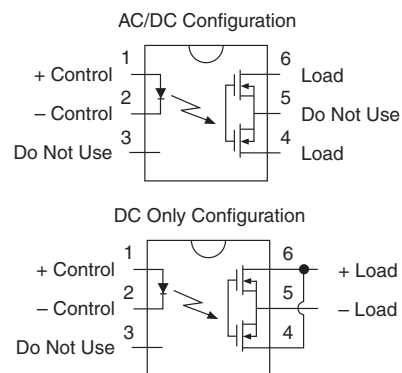 AC/DC Configuration
1
6
+ Control
Load
2
5
– Control
Do Not Use
3
4
Do Not Use
Load
DC Only Configuration
1
6
+ Control
+ Load
2
5
– Control
– Load
3
4
Do Not Use